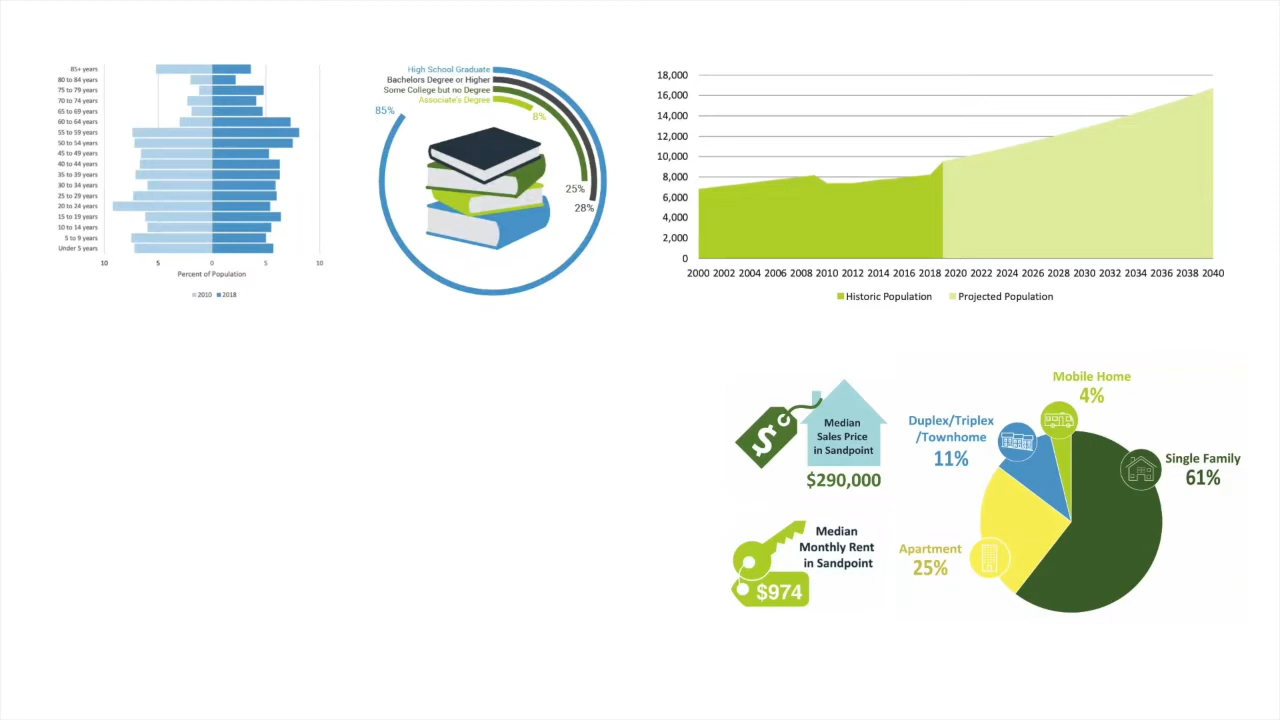 85+ years
80 to 84 years
75 to 79 years
70 to 74 years
65 to 69 years
60 to 64 years
55 to 59 years
50 to 54 years
45 to 49 years
40 to 44 years
35 to 39 years
30 to 34 years
25 to 29 years
20 to 24 years
15 to 19 years
10 to 14 years
5 to 9 years
Under 5 years
10 5 0 5 10
Percent of Population
2010 2018
High School Graduate
Bachelors Degree or Higher
Some College but no Degree
Associate's Degree
85%
8%
25%
28%
18,000
16,000
14,000
12,000
10,000
8,000
6,000
4,000
2,000
0
2000 2002 2004 2006 2008 2010 2012 2014 2016 2018 2020 2022 2024 2026 2028 2030 2032 2034 2036 2038 2040
Historic Population Projected Population
$
Median
Sales Price
in Sandpoint
$290,000
Median
Monthly Rent
in Sandpoint
$974
Mobile Home
4%
Duplex/Triplex
/Townhome
11%
Single Family
61%
Apartment
25%